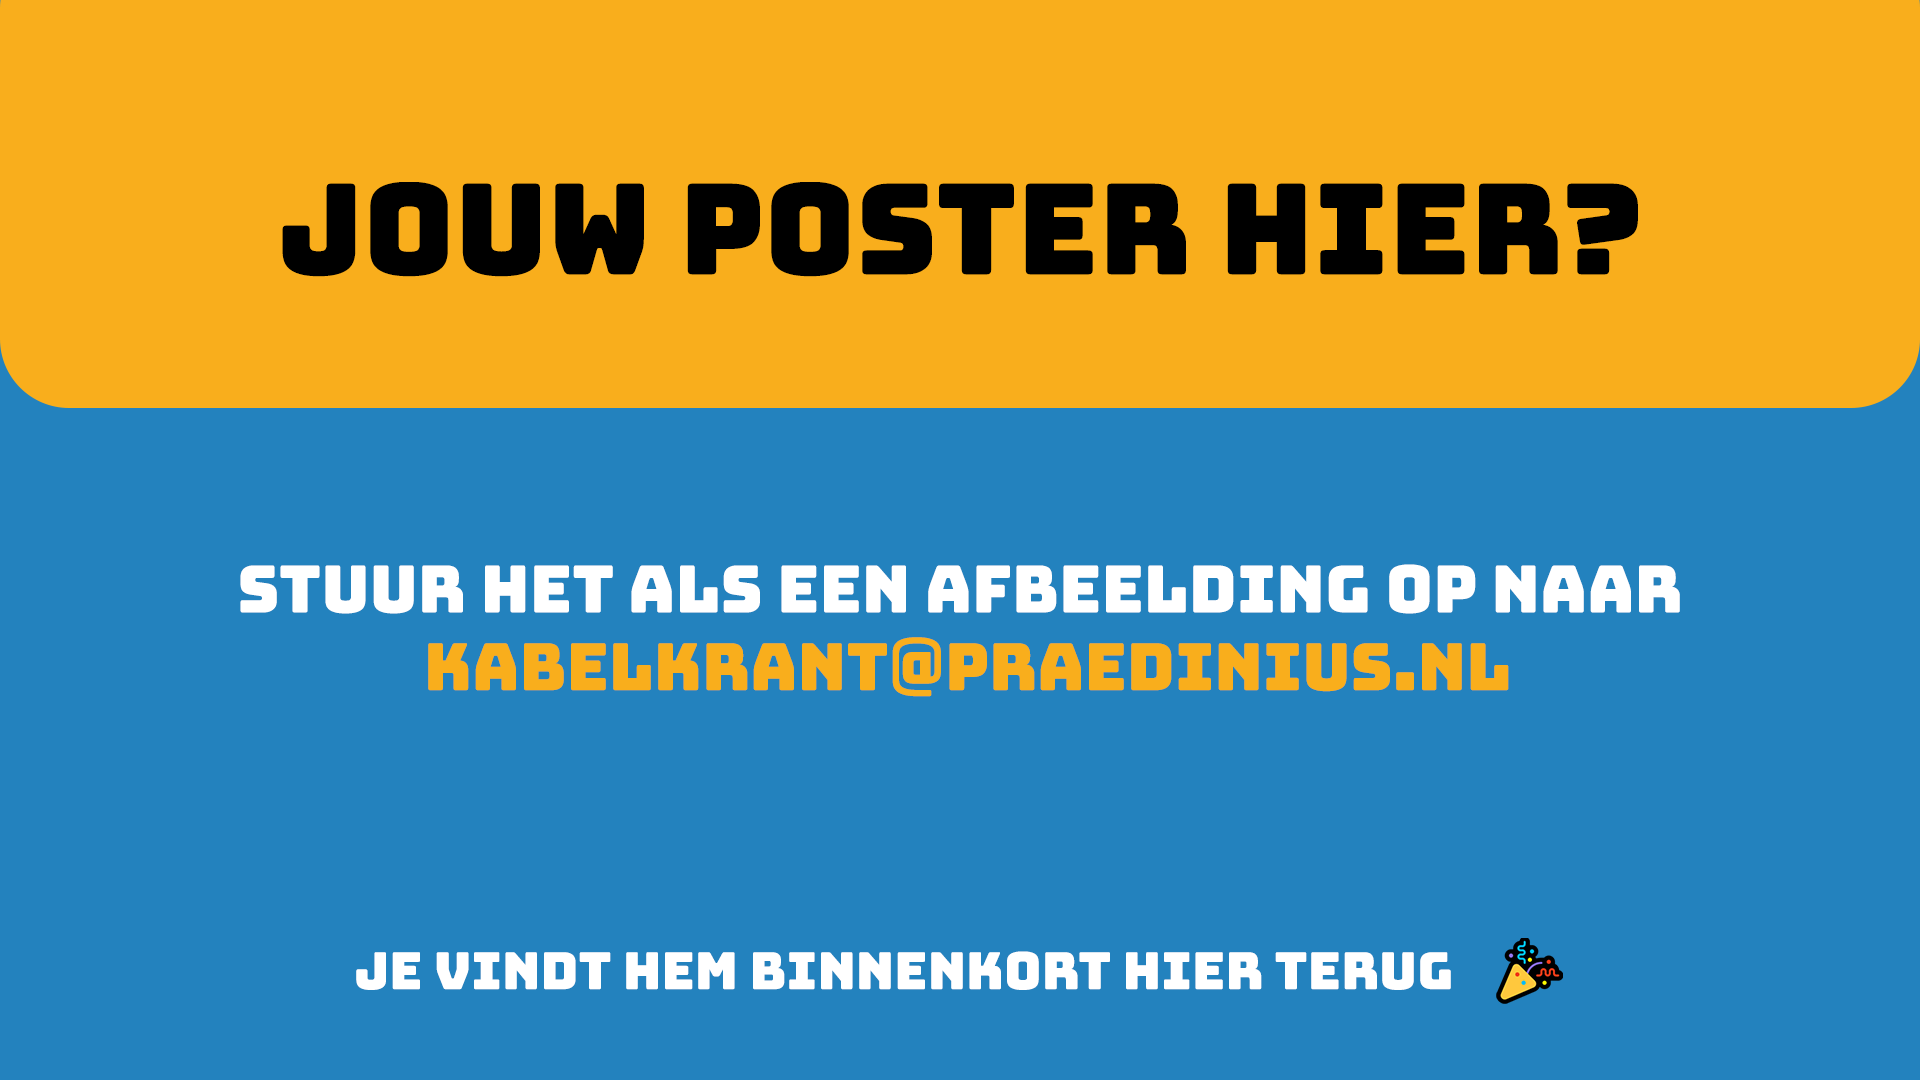 JOUW POSTER HIER?
STUUR HET ALS EEN AFBEELDING OP NAAR
KABELKRANT@PRAEDINIUS.NL
JE VINDT HEM BINNENKORT HIER TERUG